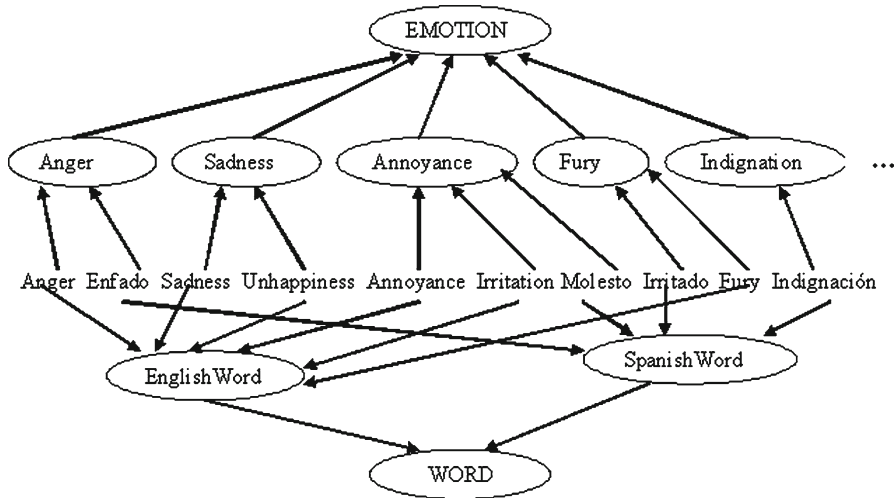 EMOTION
Anger Sadness Annoyance Fury Indignation ...
Anger Enfado Sadness Unhappiness Annoyance Irritation Molesto Irritado Fury Indignación
EnglishWord SpanishWord
WORD